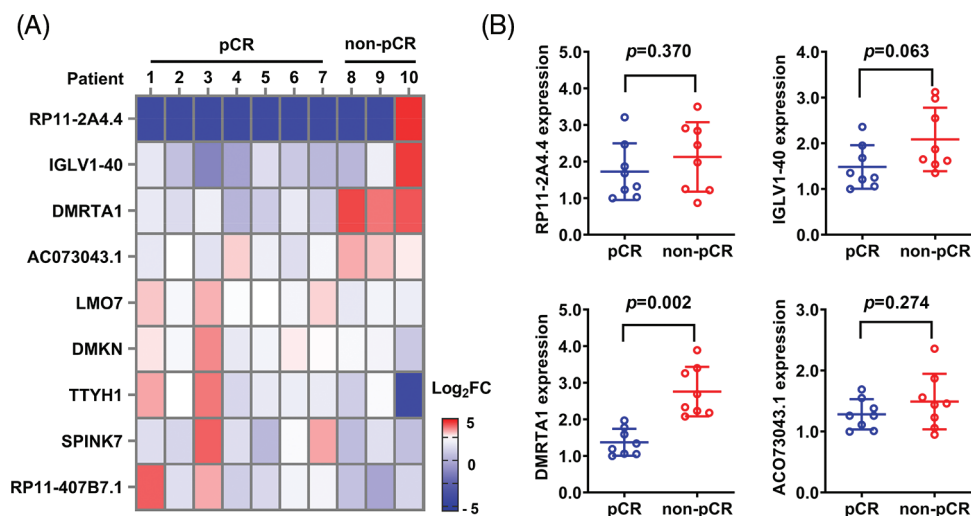 (A)
pCR
non-pCR
Patient 1 2 3 4 5 6 7 8 9 10
RP11-2A4.4
IGLV1-40
DMRTA1
AC073043.1
LMO7
DMKN
TTYH1
SPINK7
RP11-407B7.1
Log2FC
5
0
-5
(B)
p=0.370
RP11-2A4.4 expression
5.0
4.0
3.0
2.0
1.0
0.0
pCR non-pCR
p=0.063
IGLV1-40 expression
4.0
3.0
2.0
1.0
0.0
pCR non-pCR
p=0.002
DMRTA1 expression
5.0
4.0
3.0
2.0
1.0
0.0
pCR non-pCR
p=0.274
ACO73043.1 expression
3.0
2.0
1.0
0.0
pCR non-pCR